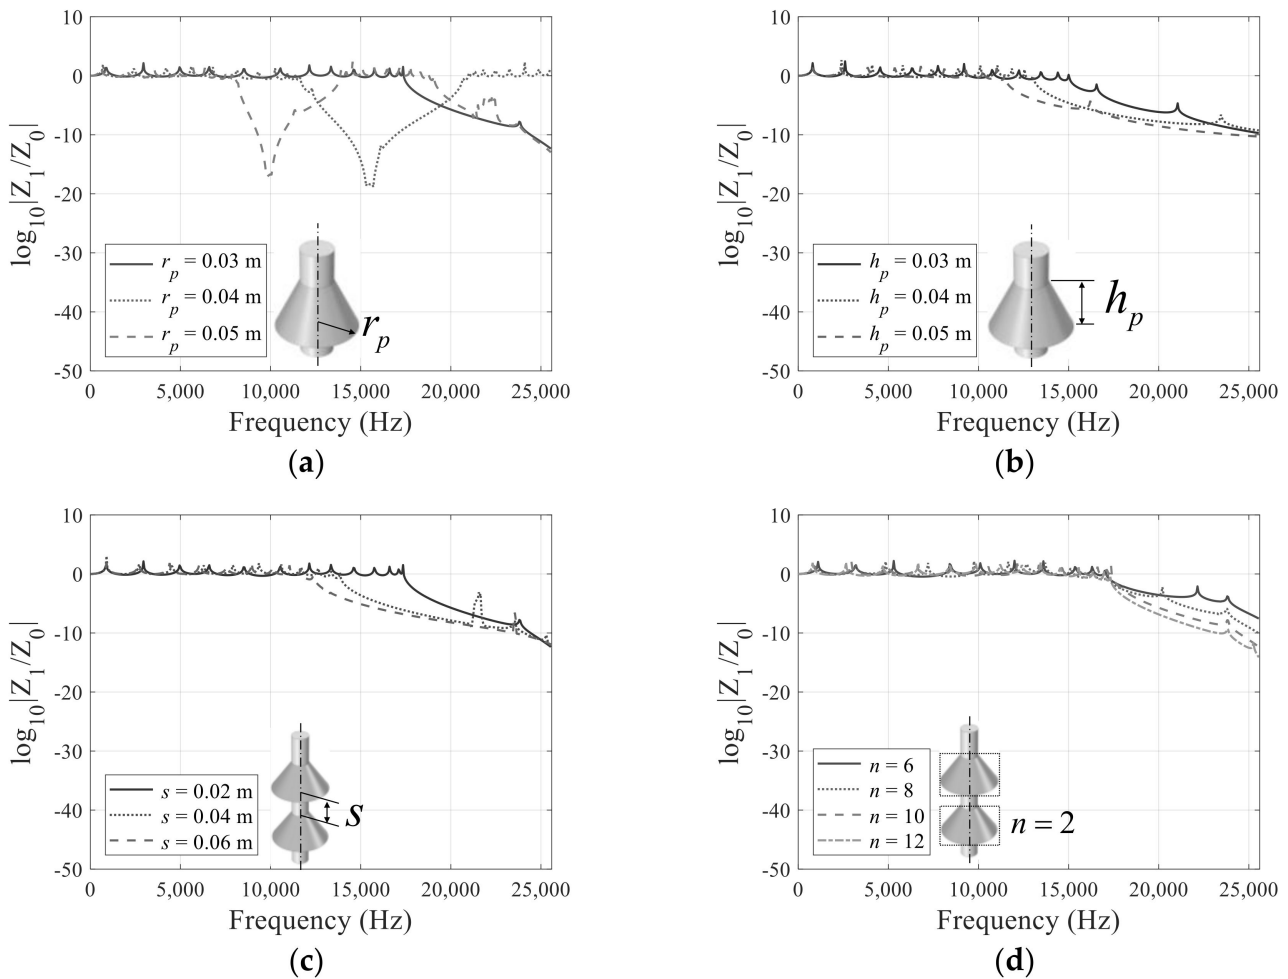 10
0
-10
-20
-30
-40
-50
log10|Z1/Z0|
rp = 0.03 m
rp = 0.04 m
rp = 0.05 m
rp
0 5,000 10,000 15,000 20,000 25,000
Frequency (Hz)
(a)
10
0
-10
-20
-30
-40
-50
log10|Z1/Z0|
hp = 0.03 m
hp = 0.04 m
hp = 0.05 m
hp
0 5,000 10,000 15,000 20,000 25,000
Frequency (Hz)
(b)
10
0
-10
-20
-30
-40
-50
log10|Z1/Z0|
s = 0.02 m
s = 0.04 m
s = 0.06 m
s
0 5,000 10,000 15,000 20,000 25,000
Frequency (Hz)
(c)
10
0
-10
-20
-30
-40
-50
log10|Z1/Z0|
n = 6
n = 8
n = 10
n = 12
n = 2
0 5,000 10,000 15,000 20,000 25,000
Frequency (Hz)
(d)